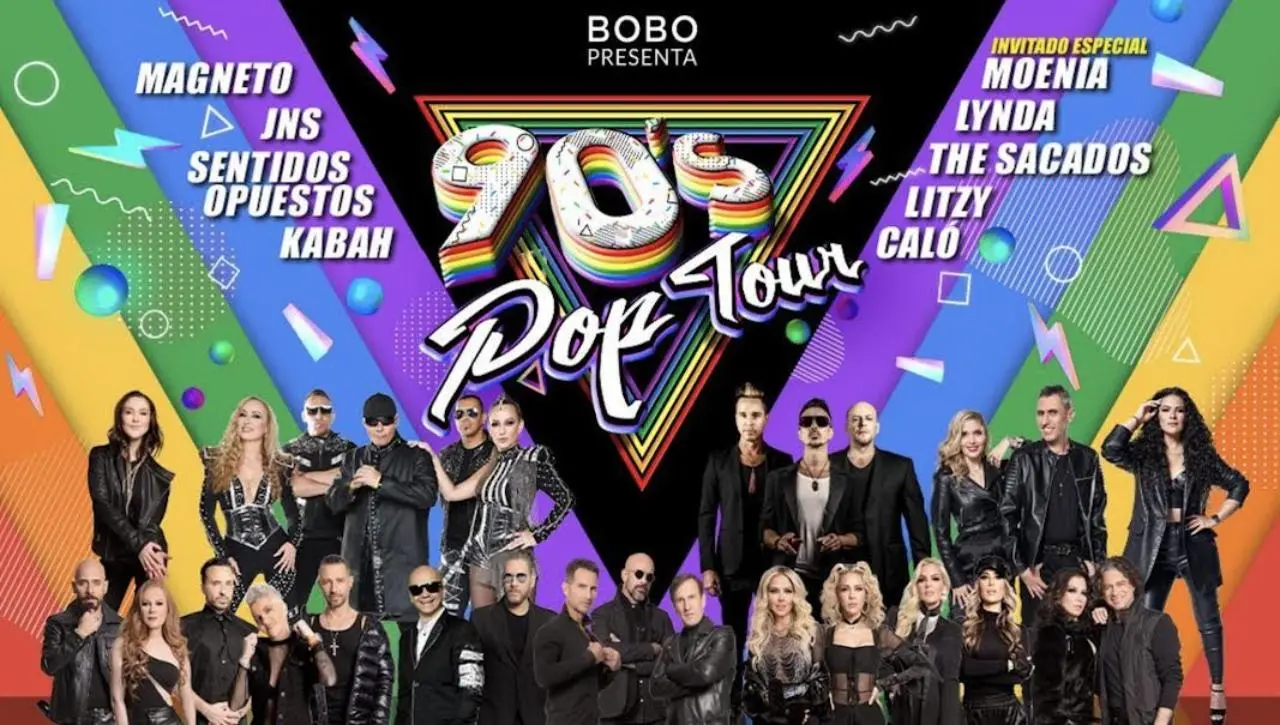 BOBO
PRESENTA
MAGNETO
JNS
SENTIDOS
OPUESTOS
KABAH
90's
Pop Tour
INVITADO ESPECIAL
MOENIA
LYNDA
THE SACADOS
LITZY
CALÓ